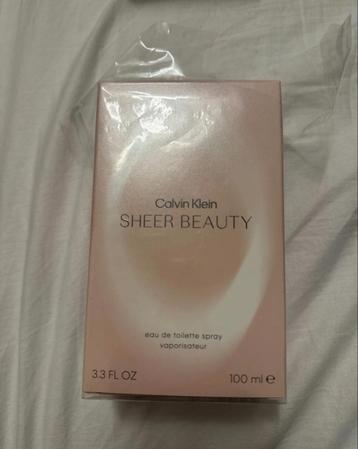 Calvin Klein
SHEER BEAUTY
eau de toilette spray
vaporisateur
3.3 FL OZ 100 ml ℮